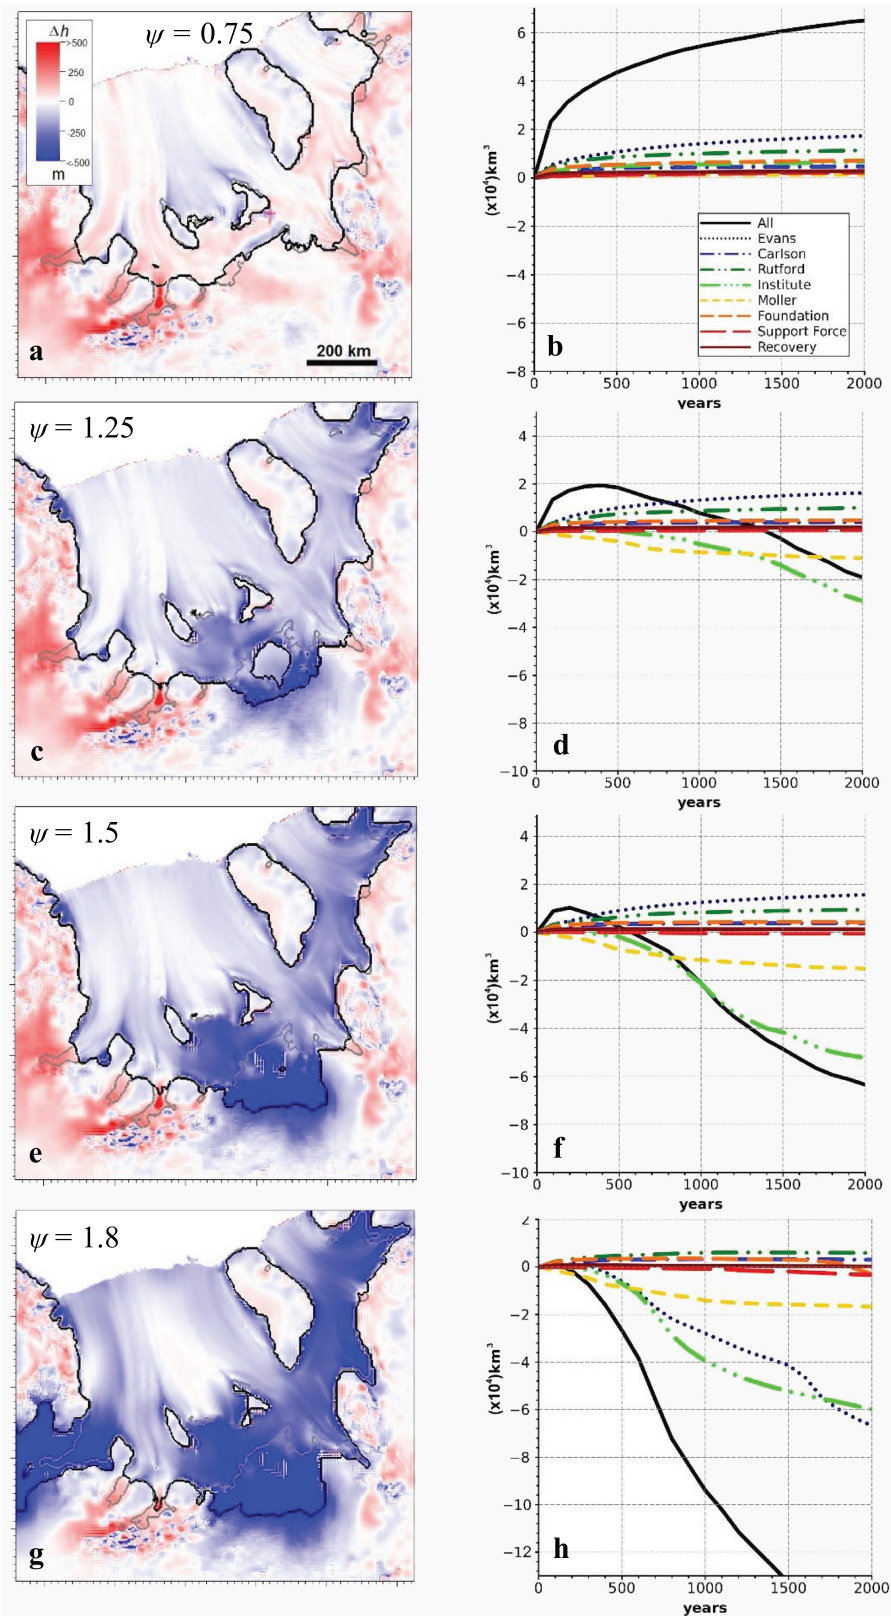 Δh
>500
250
0
-250
<-500
m
ψ = 0.75
a
200 km
6
4
2
0
−2
−4
−6
−8
(x10⁴)km³
All
Evans
Carlson
Rutford
Institute
Moller
Foundation
Support Force
Recovery
b
0 500 1000 1500 2000
years
ψ = 1.25
c
4
2
0
−2
−4
−6
−8
−10
(x10⁴)km³
d
0 500 1000 1500 2000
years
ψ = 1.5
e
4
2
0
−2
−4
−6
−8
−10
(x10⁴)km³
f
0 500 1000 1500 2000
years
ψ = 1.8
g
2
0
−2
−4
−6
−8
−10
−12
(x10⁴)km³
h
0 500 1000 1500 2000
years